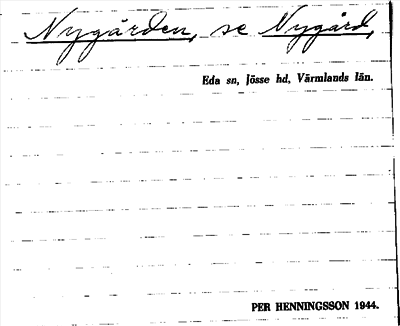 Nygården, se Nygård,
Eda sn, Jösse hd, Värmlands län.
PER HENNINGSSON 1944.